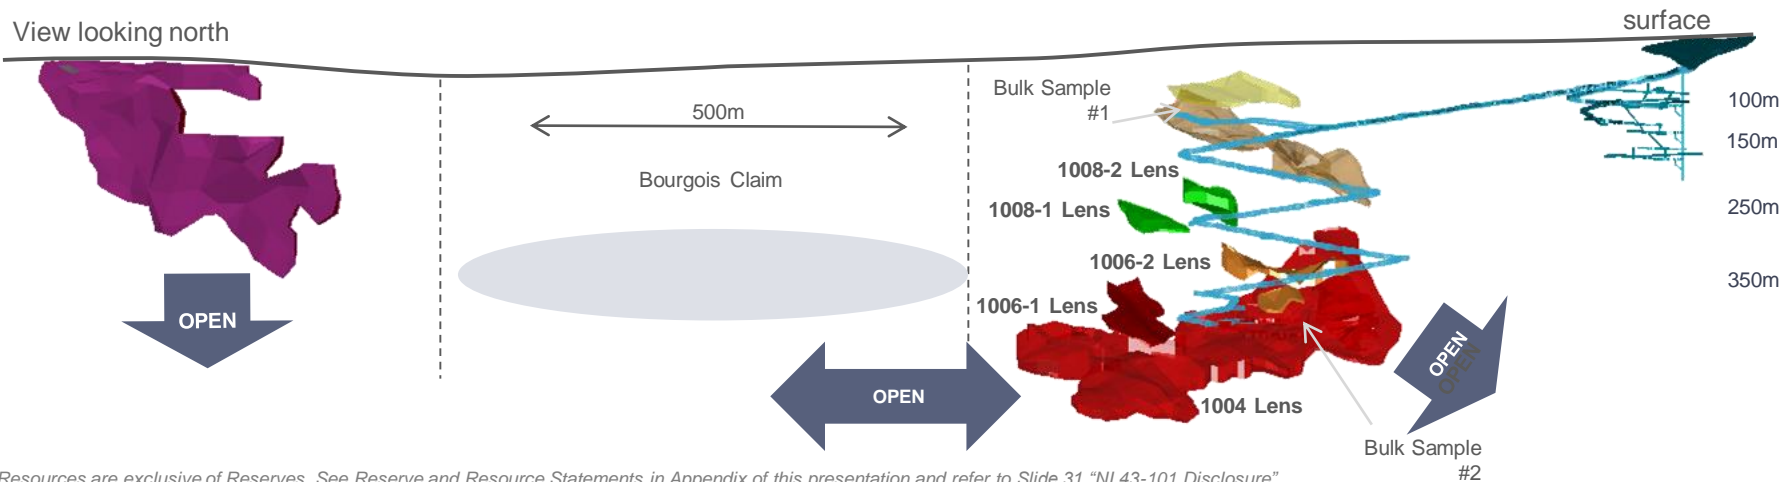 View looking north
surface
Bulk Sample
#1
100m
500m
150m
1008-2 Lens
Bourgois Claim
1008-1 Lens
250m
1006-2 Lens
350m
1006-1 Lens
OPEN
OPEN
OPEN
OPEN
1004 Lens
Bulk Sample
#2
Resources are exclusive of Reserves. See Reserve and Resource Statements in Appendix of this presentation and refer to Slide 31 “NI 43-101 Disclosure”